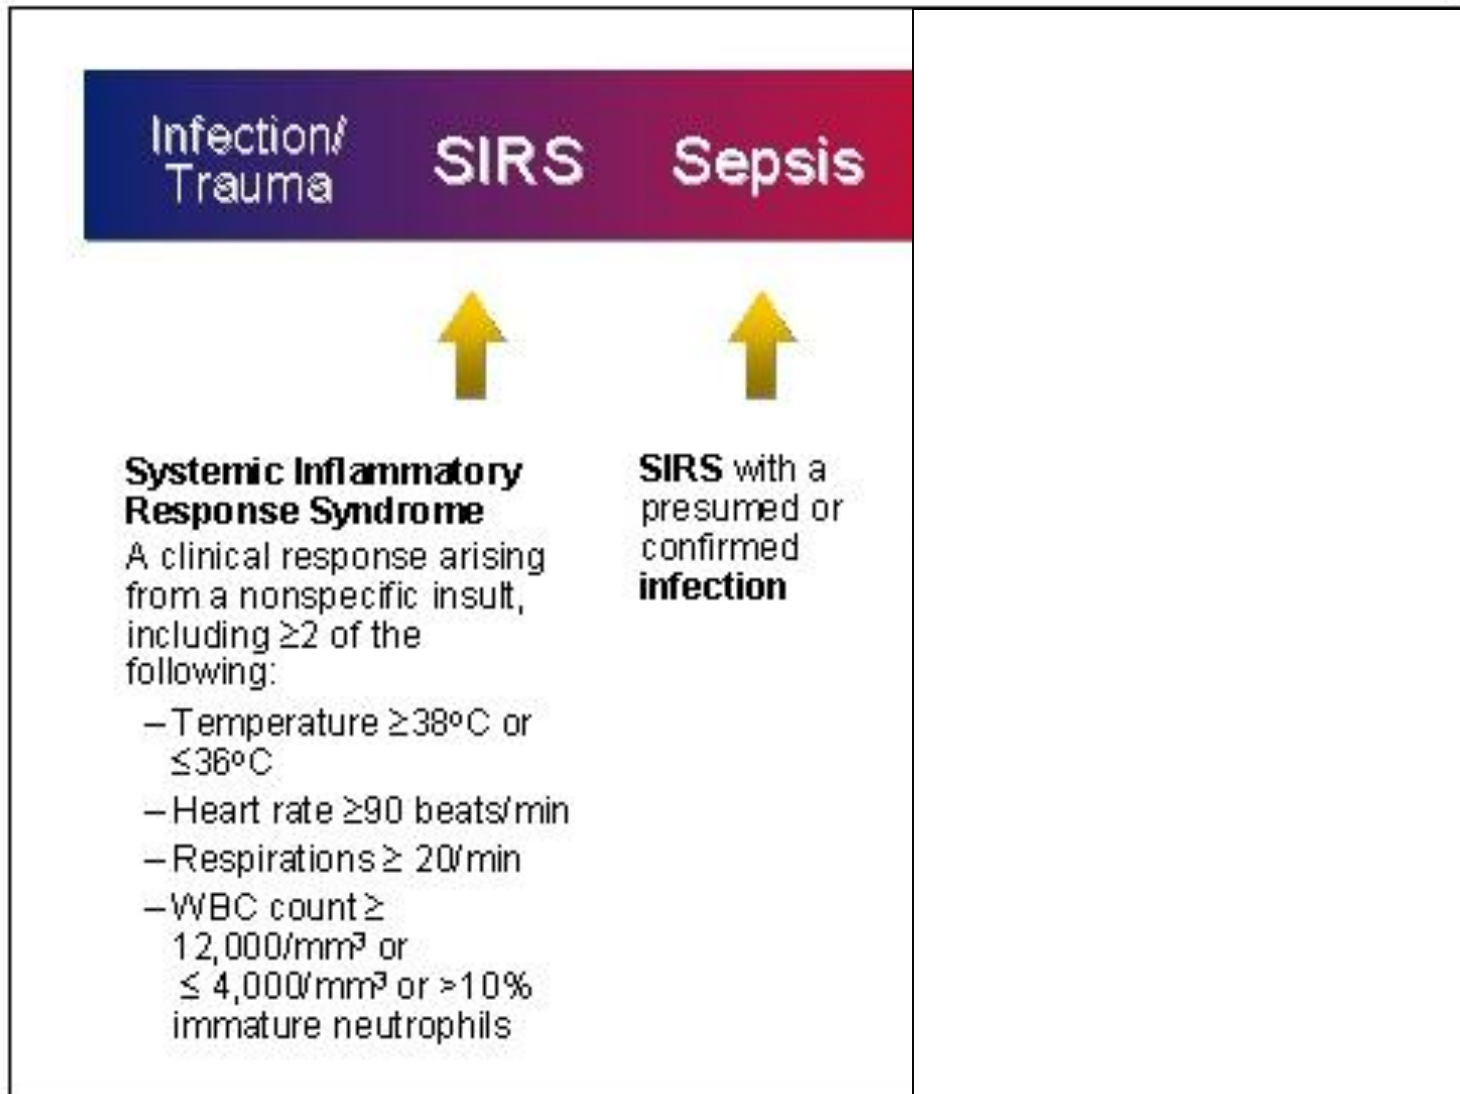 Infection/
Trauma
SIRS
Sepsis
Systemic Inflammatory
Response Syndrome
A clinical response arising
from a nonspecific insult,
including ≥2 of the
following:
–Temperature ≥38ºC or
≤36ºC
–Heart rate ≥90 beats/min
–Respirations ≥ 20/min
–WBC count ≥
12,000/mm³ or
≤ 4,000/mm³ or >10%
immature neutrophils
SIRS with a
presumed or
confirmed
infection